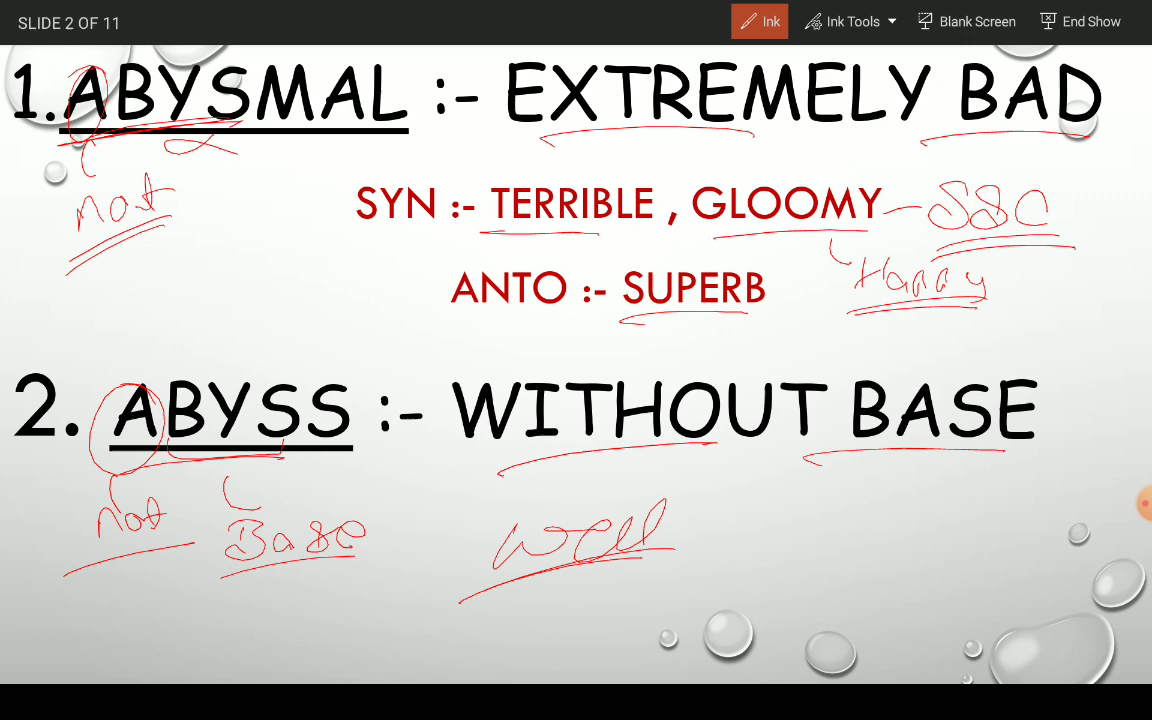 SLIDE 2 OF 11 Ink Ink Tools Blank Screen End Show
1. ABYSMAL :- EXTREMELY BAD
not
SYN :- TERRIBLE , GLOOMY - SSC
Happy
ANTO :- SUPERB
2. ABYSS :- WITHOUT BASE
not Base well